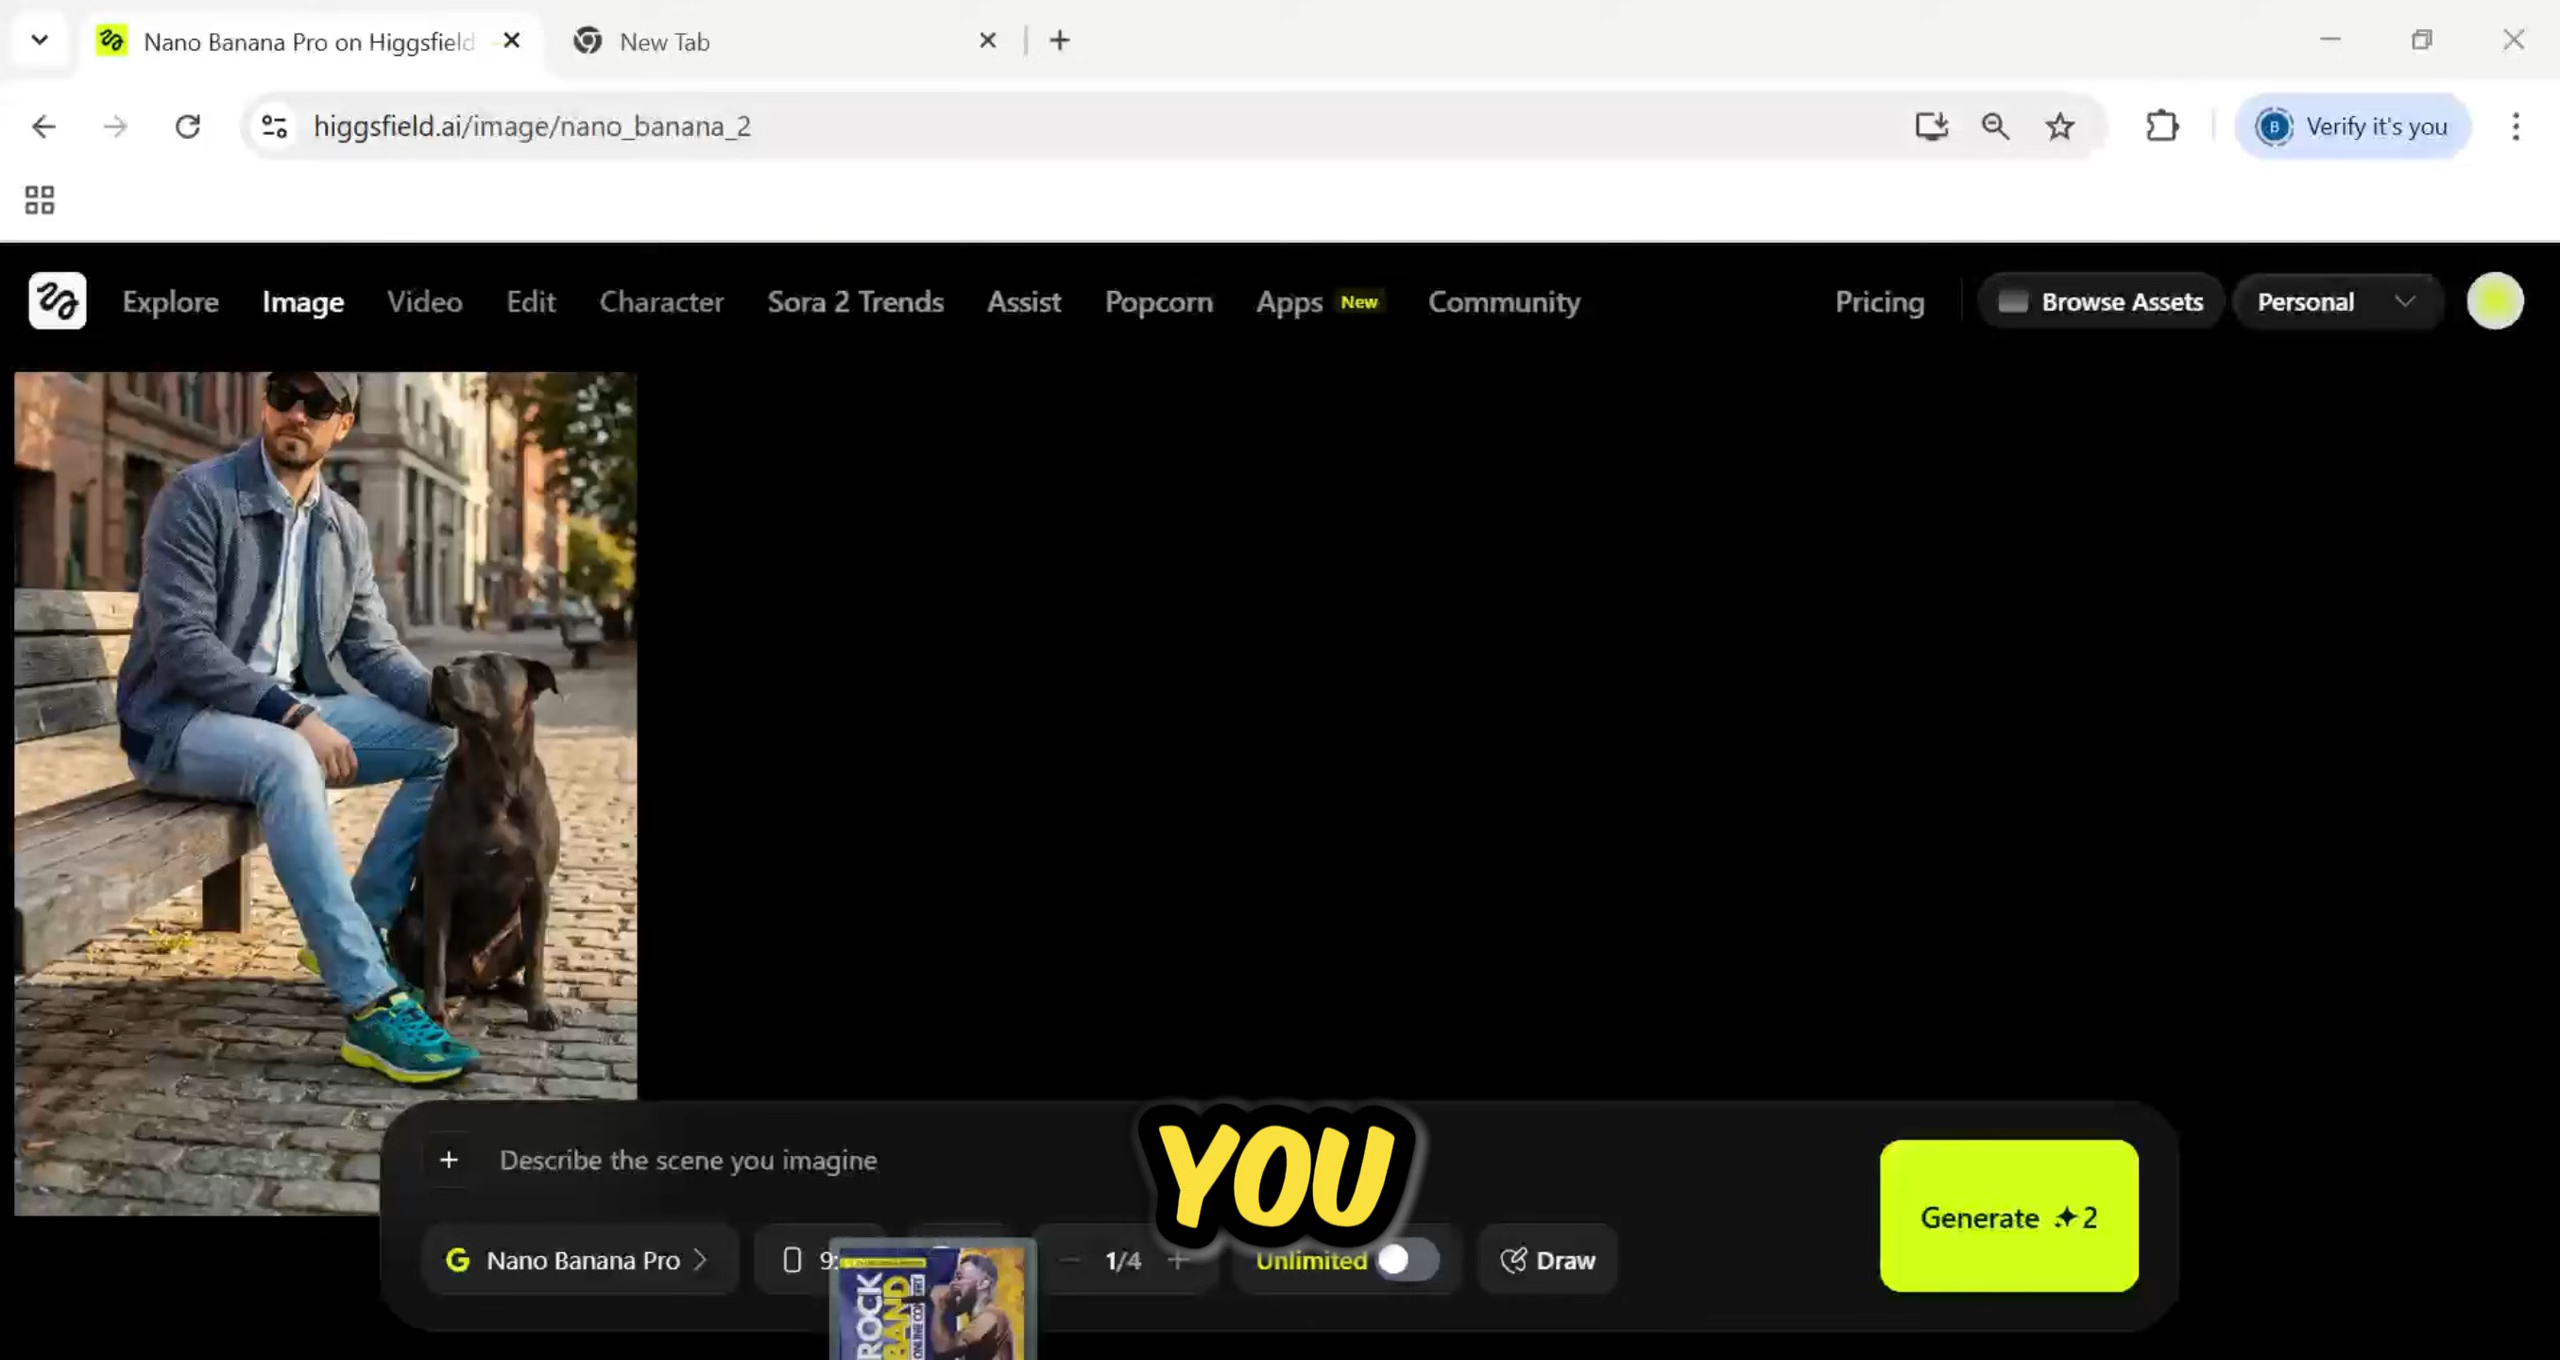 Nano Banana Pro on Higgsfield
New Tab
higgsfield.ai/image/nano_banana_2
B
Verify it's you
Explore
Image
Video
Edit
Character
Sora 2 Trends
Assist
Popcorn
Apps
New
Community
Pricing
Browse Assets
Personal
Describe the scene you imagine
YOU
Generate 2
G
Nano Banana Pro
9:
1/4
Unlimited
Draw
ROCK
BAND